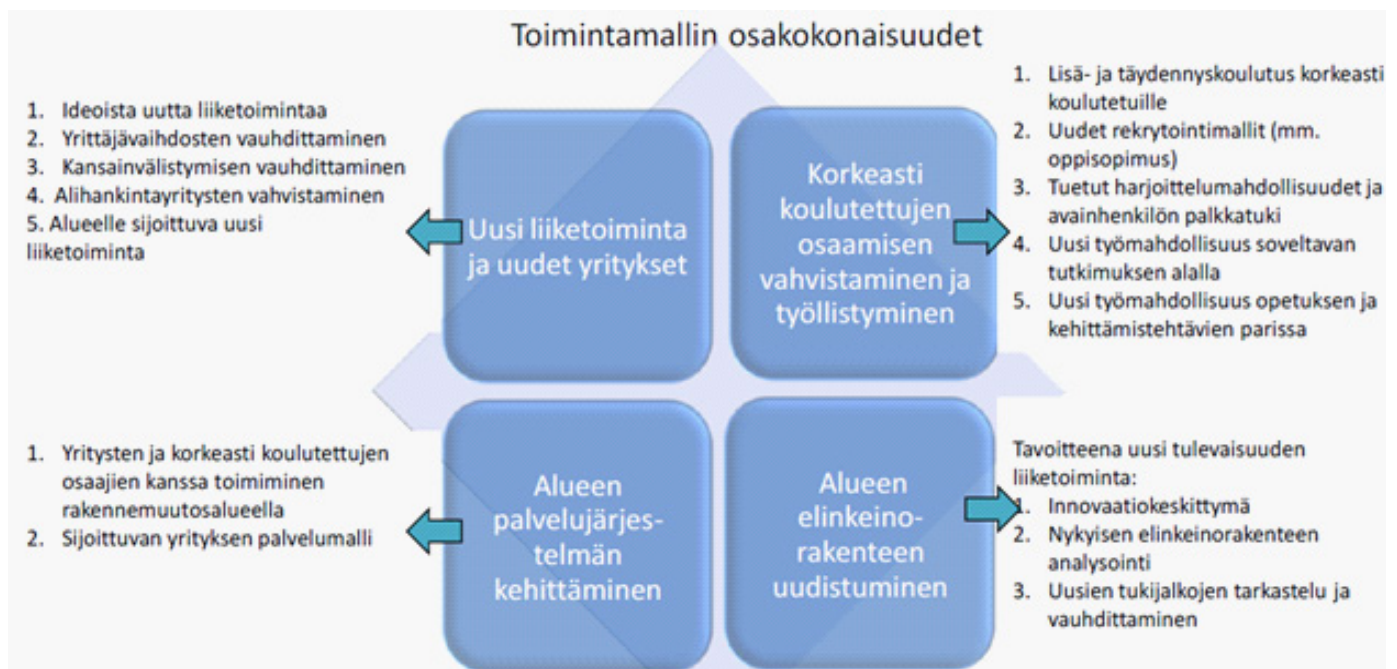 Toimintamallin osakokonaisuudet
1. Ideoista uutta liiketoimintaa
2. Yrittäjävaihdosten vauhdittaminen
3. Kansainvälistymisen vauhdittaminen
4. Alihankintayritysten vahvistaminen
5. Alueelle sijoittuva uusi
liiketoiminta
Uusi liiketoiminta
ja uudet yritykset
Korkeasti
koulutettujen
osaamisen
vahvistaminen ja
työllistyminen
1. Lisä- ja täydennyskoulutus korkeasti
koulutetuille
2. Uudet rekrytointimallit (mm.
oppisopimus)
3. Tuetut harjoittelumahdollisuudet ja
avainhenkilön palkkatuki
4. Uusi työmahdollisuus soveltavan
tutkimuksen alalla
5. Uusi työmahdollisuus opetuksen ja
kehittämistehtävien parissa
1. Yritysten ja korkeasti koulutettujen
osaajien kanssa toimiminen
rakennemuutosalueella
2. Sijoittuvan yrityksen palvelumalli
Alueen
palvelujärjes-
telmän
kehittäminen
Alueen
elinkeino-
rakenteen
uudistuminen
Tavoitteena uusi tulevaisuuden
liiketoiminta:
1. Innovaatiokeskittymä
2. Nykyisen elinkeinorakenteen
analysointi
3. Uusien tukijalkojen tarkastelu ja
vauhdittaminen